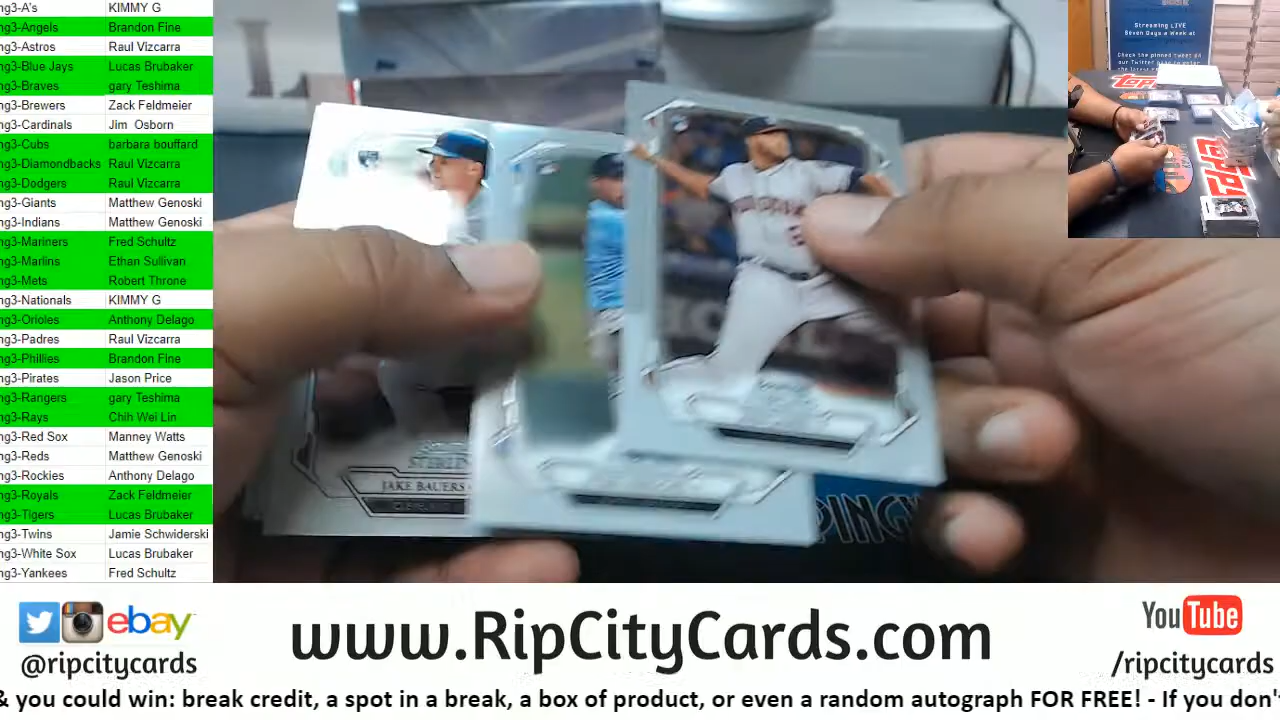 ng3-A's KIMMY G
ng3-Angels Brandon Fine
ng3-Astros Raul Vizcarra
ng3-Blue Jays Lucas Brubaker
ng3-Braves gary Teshima
ng3-Brewers Zack Feldmeier
ng3-Cardinals Jim Osborn
ng3-Cubs barbara bouffard
ng3-Diamondbacks Raul Vizcarra
ng3-Dodgers Raul Vizcarra
ng3-Giants Matthew Genoski
ng3-Indians Matthew Genoski
ng3-Mariners Fred Schultz
ng3-Marlins Ethan Sullivan
ng3-Mets Robert Throne
ng3-Nationals KIMMY G
ng3-Orioles Anthony Delago
ng3-Padres Raul Vizcarra
ng3-Phillies Brandon Fine
ng3-Pirates Jason Price
ng3-Rangers gary Teshima
ng3-Rays Chih Wei Lin
ng3-Red Sox Manney Watts
ng3-Reds Matthew Genoski
ng3-Rockies Anthony Delago
ng3-Royals Zack Feldmeier
ng3-Tigers Lucas Brubaker
ng3-Twins Jamie Schwiderski
ng3-White Sox Lucas Brubaker
ng3-Yankees Fred Schultz
JAKE BAUERS
PING
Streaming LIVE
Seven Days a Week at
Check the pinned tweet on
our Twitter
topps
ebay
@ripcitycards
www.RipCityCards.com
YouTube
/ripcitycards
& you could win: break credit, a spot in a break, a box of product, or even a random autograph FOR FREE! - If you don'